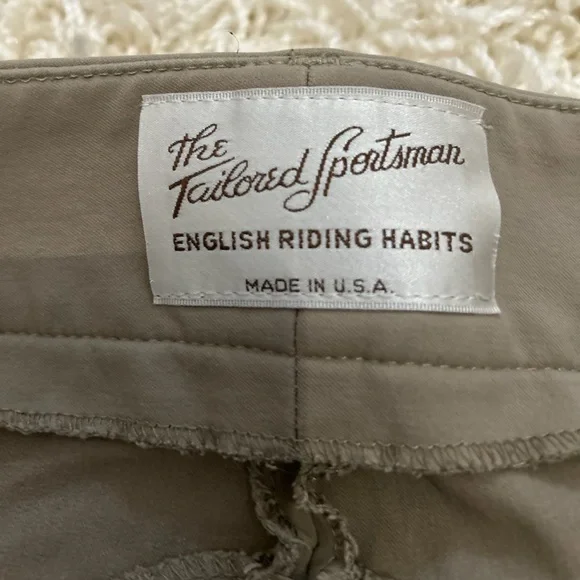 The
Tailored Sportsman
ENGLISH RIDING HABITS
MADE IN U.S.A.